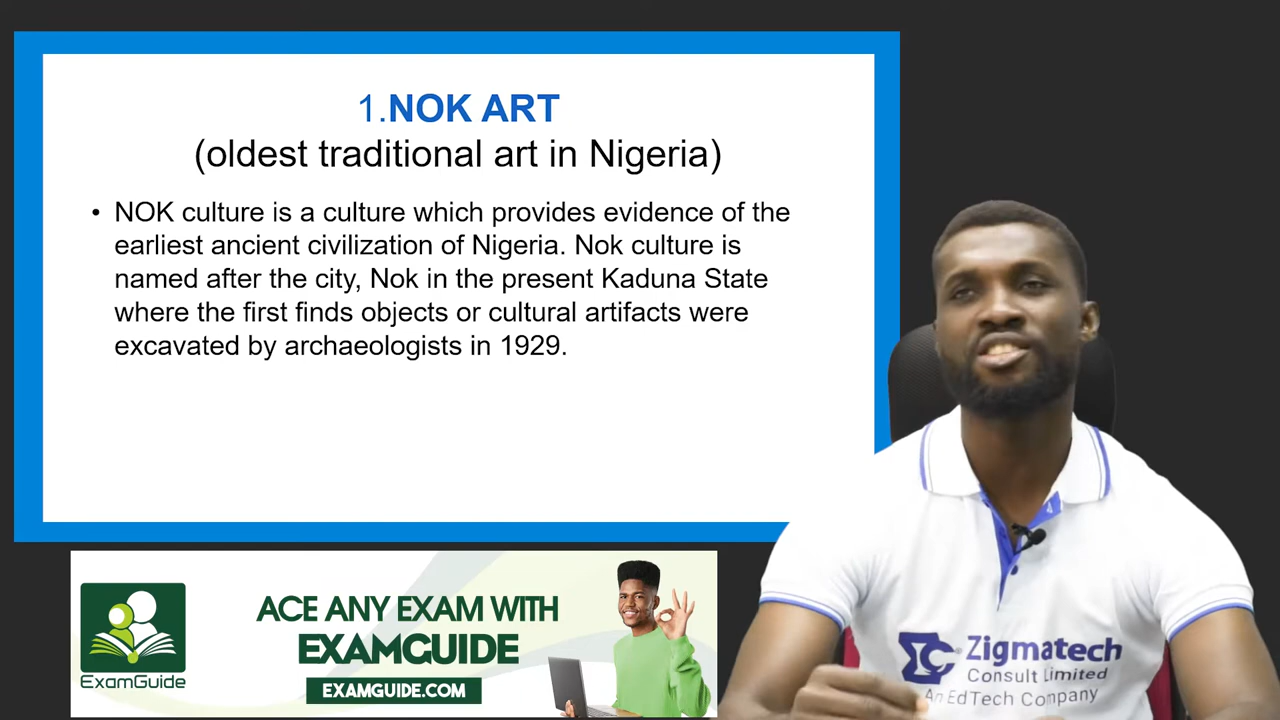 1.NOK ART
(oldest traditional art in Nigeria)
• NOK culture is a culture which provides evidence of the
earliest ancient civilization of Nigeria. Nok culture is
named after the city, Nok in the present Kaduna State
where the first finds objects or cultural artifacts were
excavated by archaeologists in 1929.
ExamGuide
ACE ANY EXAM WITH
EXAMGUIDE
EXAMGUIDE.COM
Zigmatech
Consult Limited
An EdTech Company